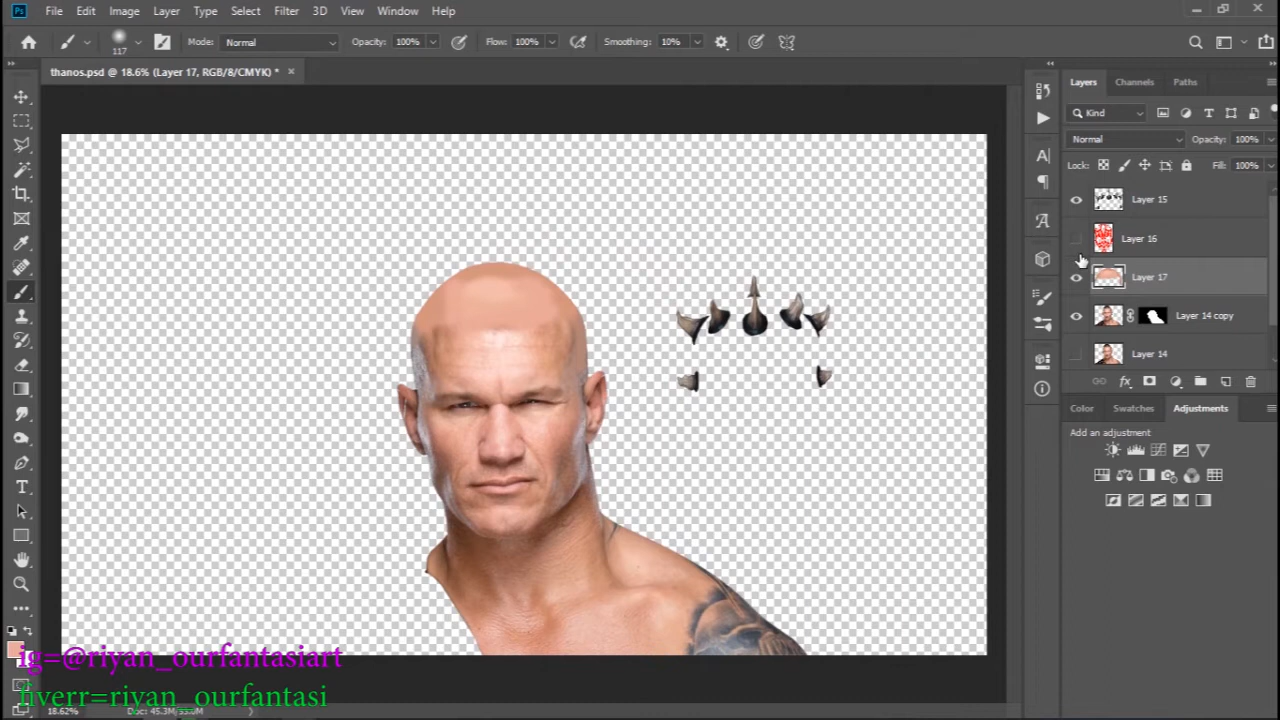 Ps File Edit Image Layer Type Select Filter 3D View Window Help
117 Mode: Normal Opacity: 100% Flow: 100% Smoothing: 10%
thanos.psd @ 18.6% (Layer 17, RGB/8/CMYK) * ×
Layers Channels Paths
Kind
Normal Opacity: 100%
Lock: Fill: 100%
Layer 15
Layer 16
Layer 17
Layer 14 copy
Layer 14
fx
Color Swatches Adjustments
Add an adjustment
ig=@riyan_ourfantasiart
fiverr=riyan_ourfantasi
18.62%